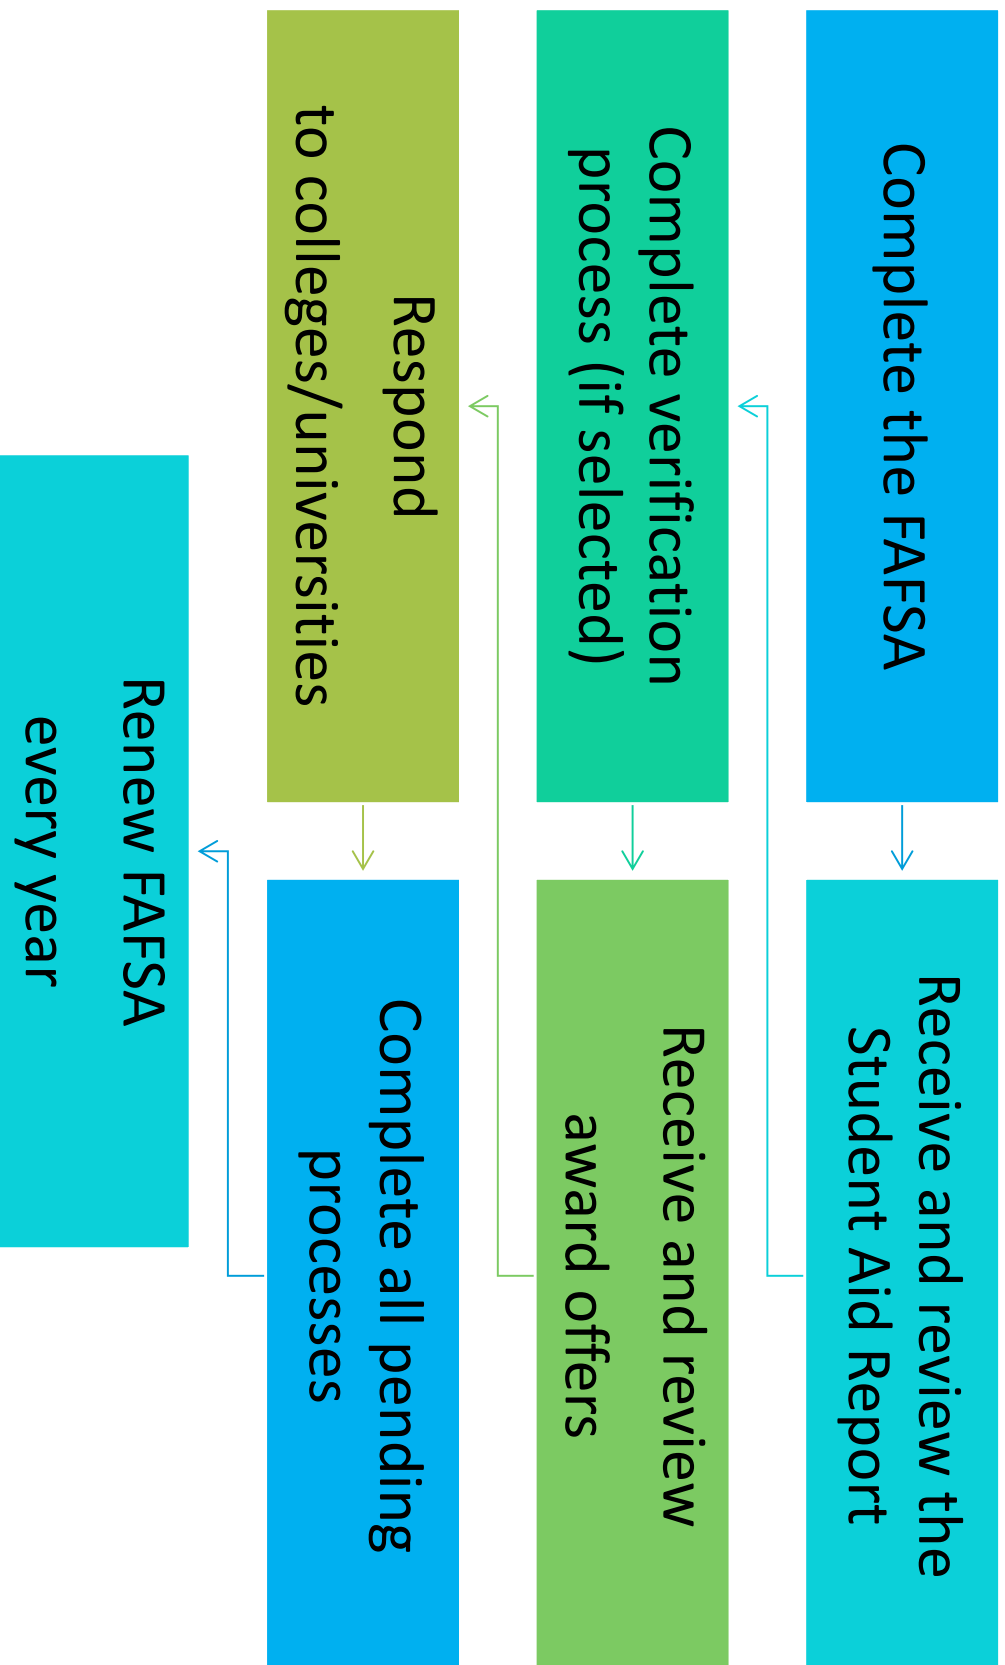 Complete the FAFSA
Receive and review the
Student Aid Report
Complete verification
process (if selected)
Receive and review
award offers
Respond
to colleges/universities
Complete all pending
processes
Renew FAFSA
every year